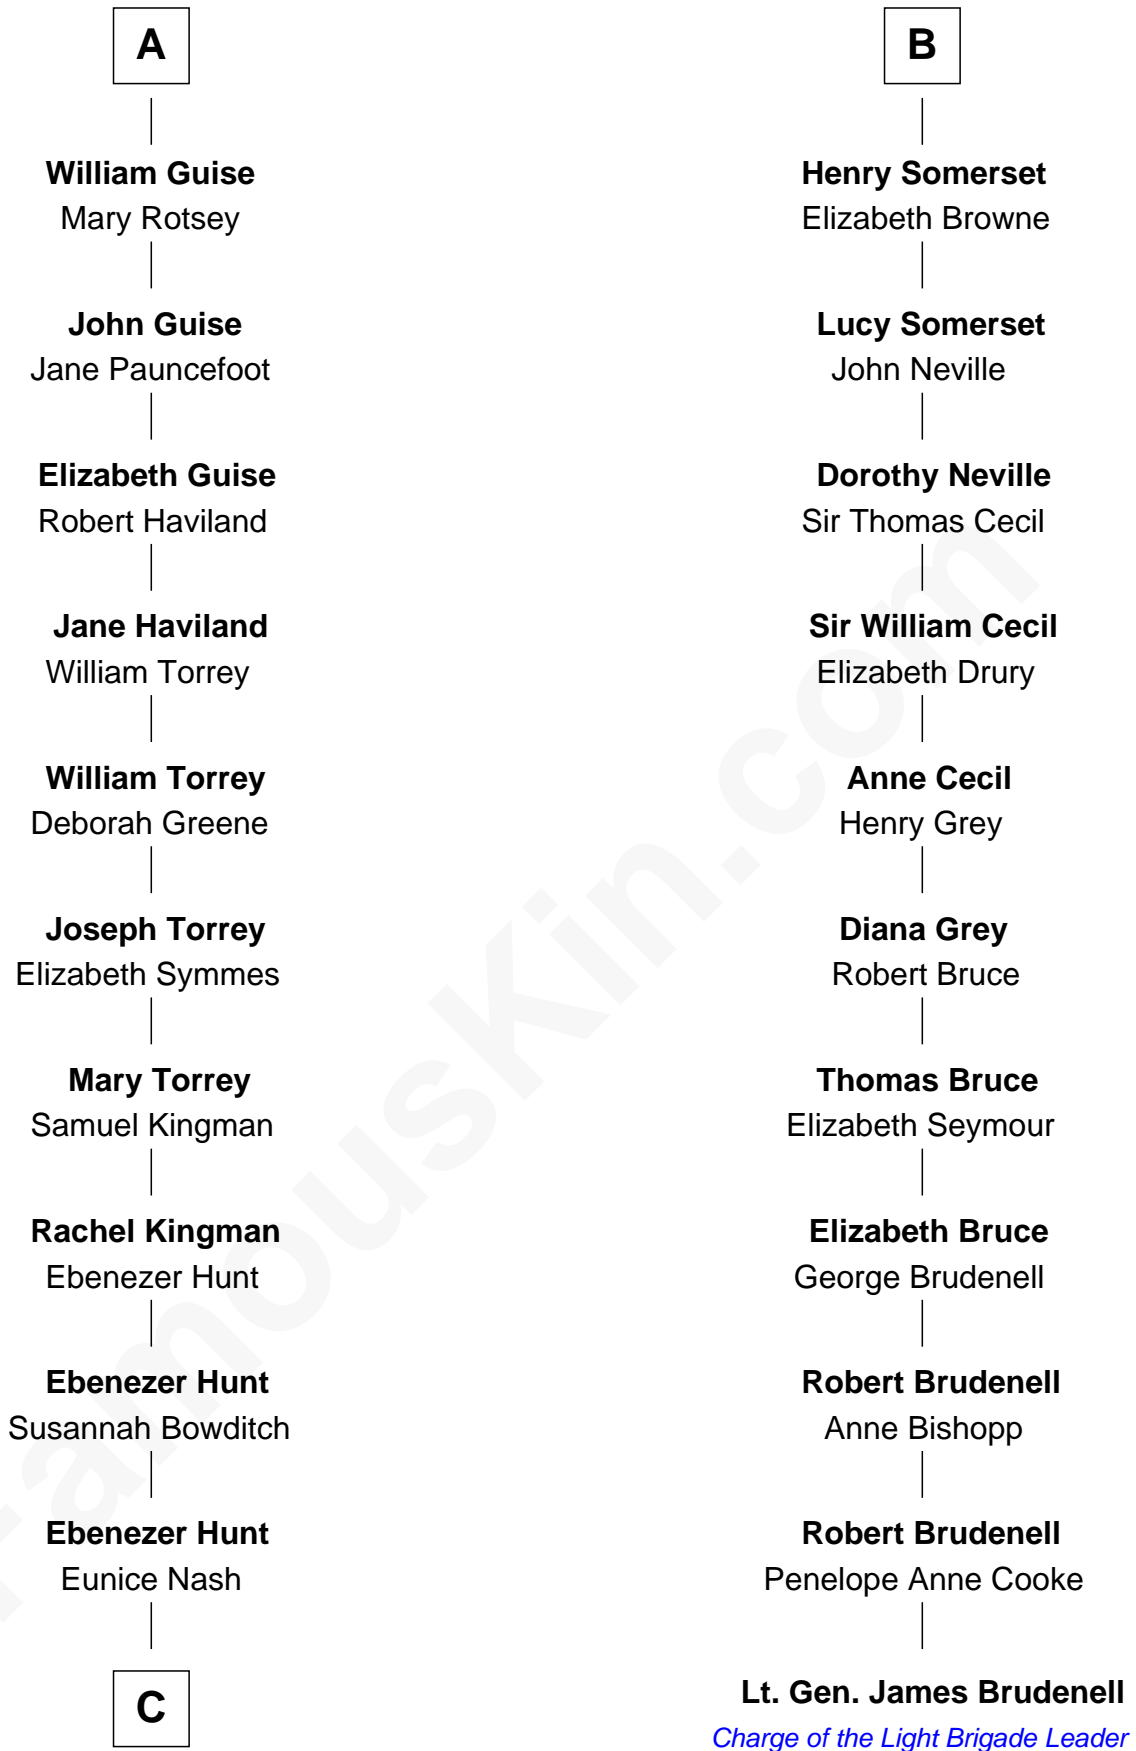 A
William Guise
Mary Rotsey
John Guise
Jane Pauncefoot
Elizabeth Guise
Robert Haviland
Jane Haviland
William Torrey
William Torrey
Deborah Greene
Joseph Torrey
Elizabeth Symmes
Mary Torrey
Samuel Kingman
Rachel Kingman
Ebenezer Hunt
Ebenezer Hunt
Susannah Bowditch
Ebenezer Hunt
Eunice Nash
C
B
Henry Somerset
Elizabeth Browne
Lucy Somerset
John Neville
Dorothy Neville
Sir Thomas Cecil
Sir William Cecil
Elizabeth Drury
Anne Cecil
Henry Grey
Diana Grey
Robert Bruce
Thomas Bruce
Elizabeth Seymour
Elizabeth Bruce
George Brudenell
Robert Brudenell
Anne Bishopp
Robert Brudenell
Penelope Anne Cooke
Lt. Gen. James Brudenell
Charge of the Light Brigade Leader
FamousKin.com